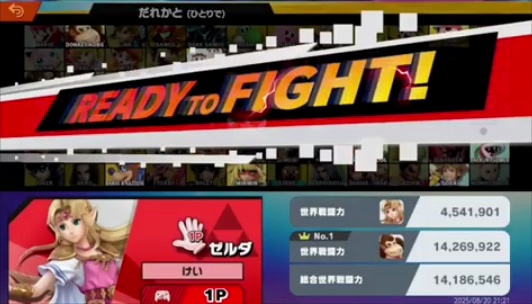 だれかと (ひとりで)
READY TO FIGHT!
1P
ゼルダ
けい
1P
世界戦闘力 4,541,901
No.1
世界戦闘力 14,269,922
総合世界戦闘力 14,186,546
2025/08/20 21:21